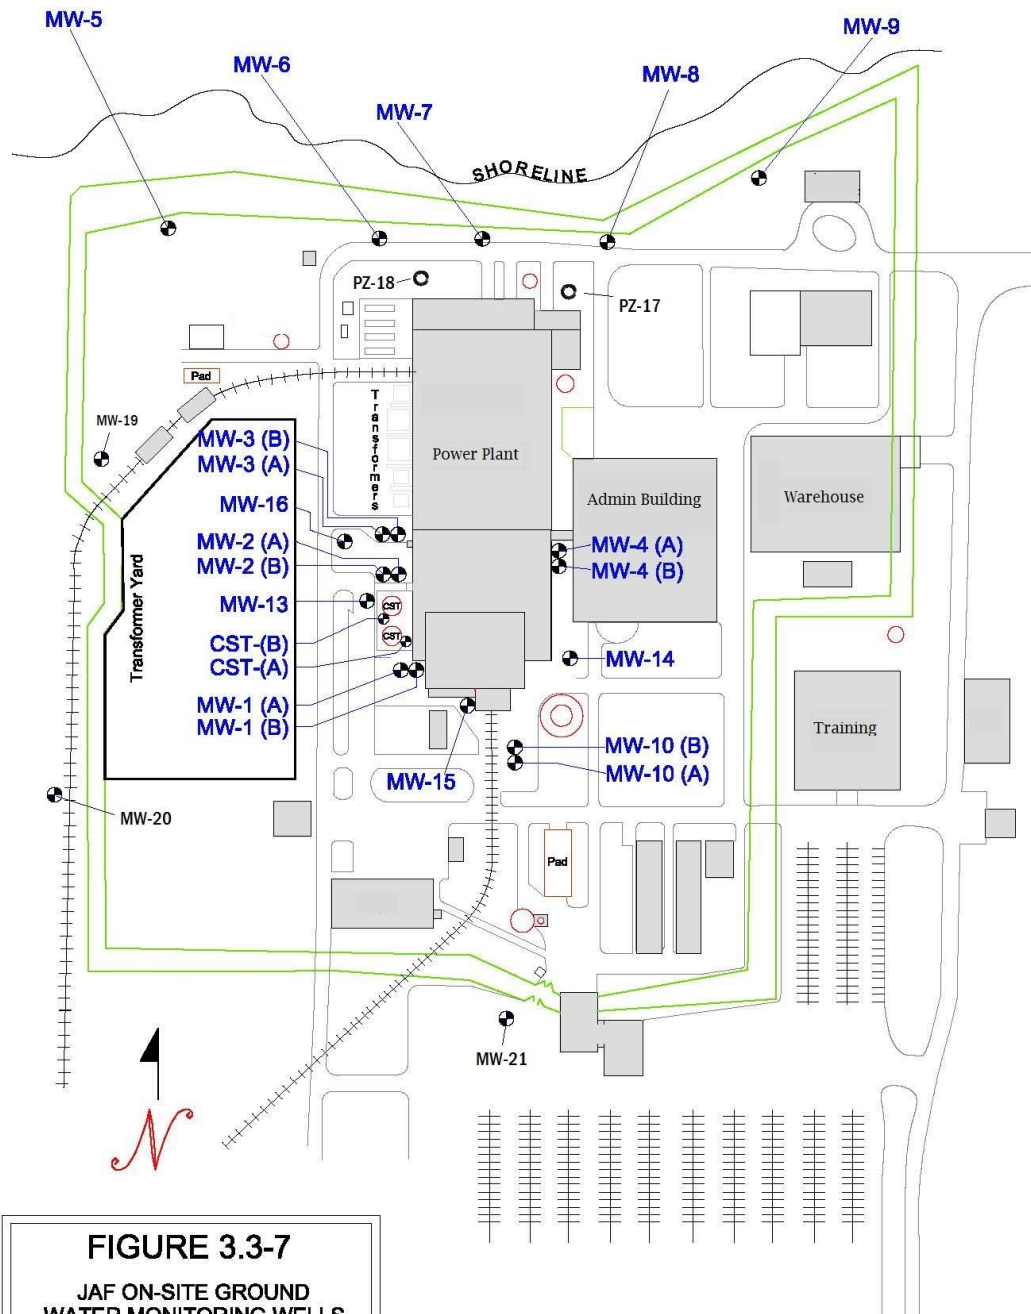 MW-5
MW-9
MW-6
MW-8
MW-7
SHORELINE
PZ-18
PZ-17
Pad
Transformers
MW-19
MW-3 (B)
MW-3 (A)
Power Plant
Admin Building
Warehouse
MW-16
MW-2 (A)
MW-4 (A)
MW-2 (B)
MW-4 (B)
Transformer Yard
MW-13
CST
CST-(B)
CST
CST-(A)
MW-14
MW-1 (A)
MW-1 (B)
Training
MW-10 (B)
MW-15
MW-10 (A)
MW-20
Pad
MW-21
N
FIGURE 3.3-7
JAF ON-SITE GROUND
WATER MONITORING WELLS